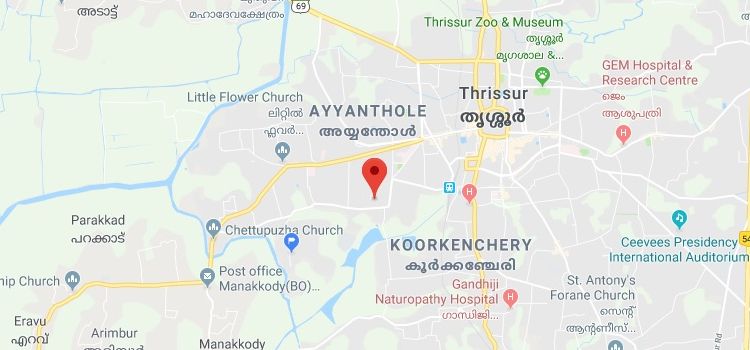 അടാട്ട്
മഹാദേവക്ഷേത്രം
69
Thrissur Zoo & Museum
തൃശ്ശൂർ
മൃഗശാല &...
GEM Hospital &
Research Centre
ജെം
ആശുപത്രി
Thrissur
തൃശ്ശൂർ
Little Flower Church
ലിറ്റിൽ
ഫ്ലവർ...
AYYANTHOLE
അയ്യന്തോൾ
Parakkad
പറക്കാട്
Chettupuzha Church
KOORKENCHERY
കൂർക്കഞ്ചേരി
Ceevees Presidency
International Auditorium
54
Post office
Manakkody(BO)...
Church
Gandhiji
Naturopathy Hospital
ഗാന്ധിജി...
St. Antony's
Forane Church
സെന്റ്
ആന്റണീസ്...
Eravu
എറവ്
Arimbur
Manakkody